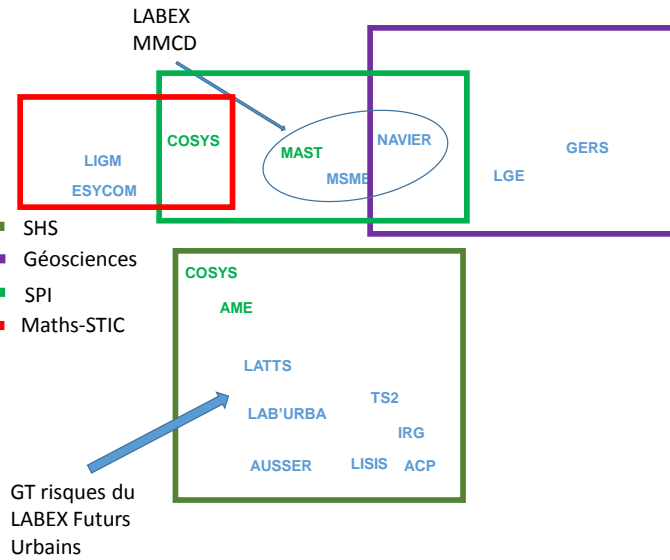 LABEX
MMCD
COSYS
NAVIER
MAST
GERS
LIGM
MSME
LGE
ESYCOM
SHS
Géosciences
SPI
Maths-STIC
COSYS
AME
LATTS
TS2
LAB'URBA
IRG
AUSSER
LISIS
ACP
GT risques du
LABEX Futurs
Urbains